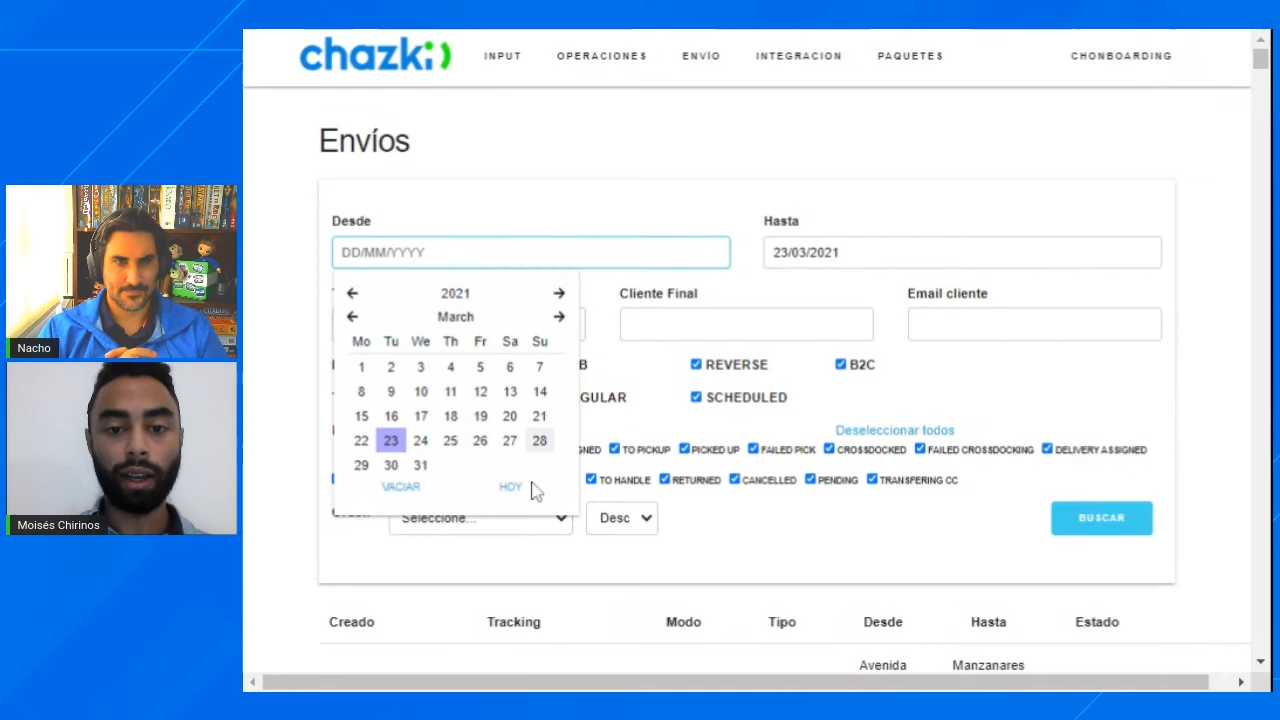 chazki
INPUT OPERACIONES ENVÍO INTEGRACION PAQUETES CHONBOARDING
Envíos
Desde Hasta
DD/MM/YYYY 23/03/2021
2021
March
Cliente Final Email cliente
Mo Tu We Th Fr Sa Su
1 2 3 4 5 6 7
8 9 10 11 12 13 14
15 16 17 18 19 20 21
22 23 24 25 26 27 28
29 30 31
VACIAR HOY
B REVERSE B2C
GULAR SCHEDULED
Deseleccionar todos
NED TO PICKUP PICKED UP FAILED PICK CROSSDOCKED FAILED CROSSDOCKING DELIVERY ASSIGNED
TO HANDLE RETURNED CANCELLED PENDING TRANSFERING CC
Seleccione... Desc BUSCAR
Creado Tracking Modo Tipo Desde Hasta Estado
Avenida Manzanares
Nacho
Moisés Chirinos